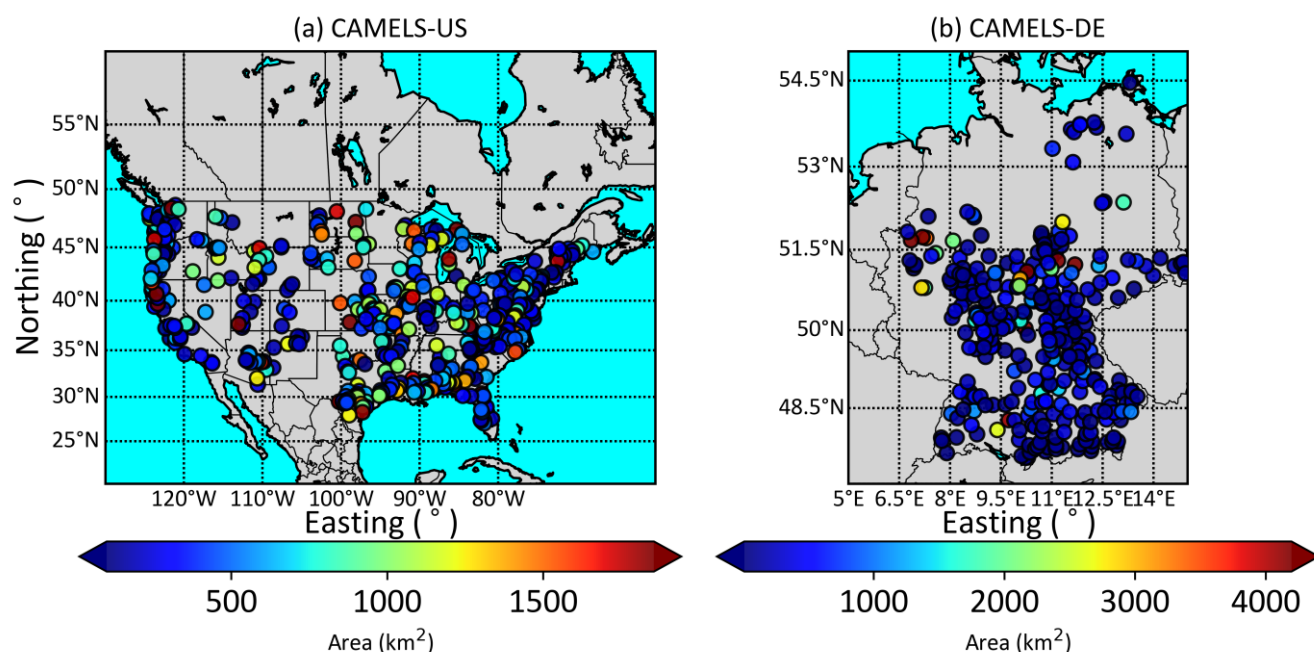 (a) CAMELS-US
(b) CAMELS-DE
55°N
50°N
45°N
40°N
35°N
30°N
25°N
Northing (°)
120°W 110°W 100°W 90°W 80°W
Easting (°)
54.5°N
53°N
51.5°N
50°N
48.5°N
5°E 6.5°E 8°E 9.5°E 11°E 12.5°E 14°E
Easting (°)
500 1000 1500
Area (km²)
1000 2000 3000 4000
Area (km²)